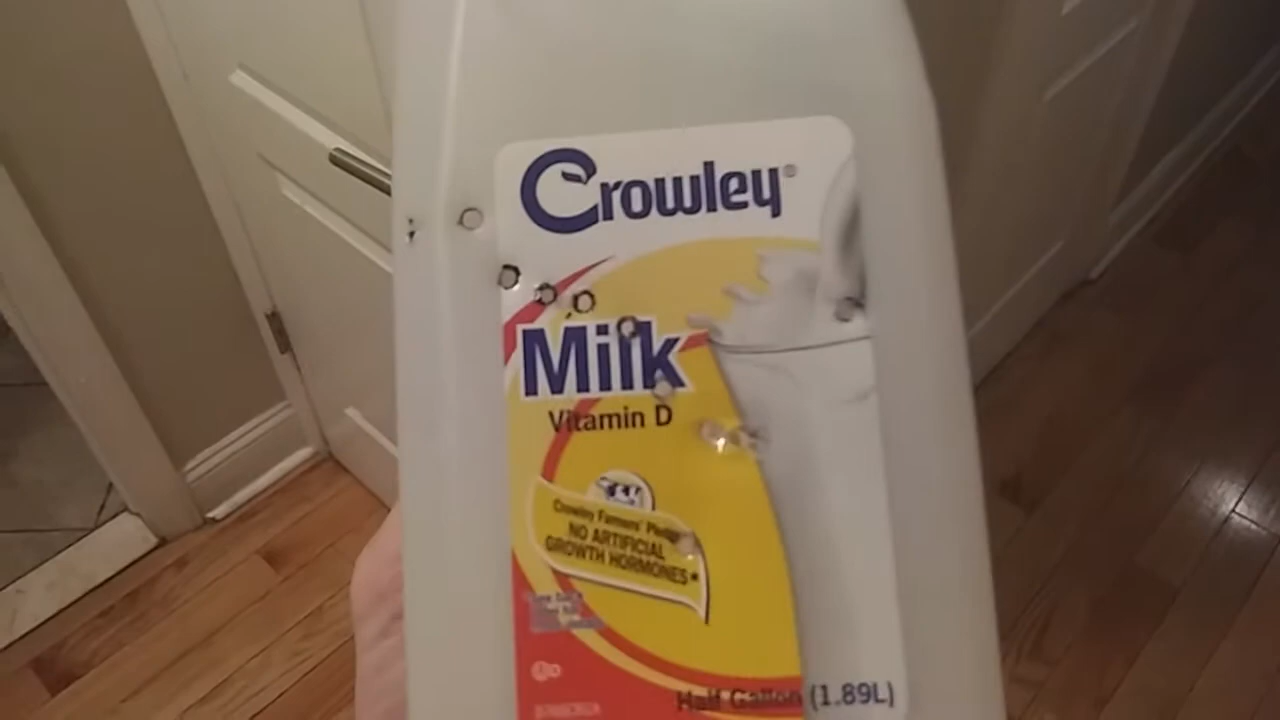 Crowley®
Milk
Vitamin D
Crowley Farmers' Pledge
NO ARTIFICIAL
GROWTH HORMONES*
Half Gallon (1.89L)